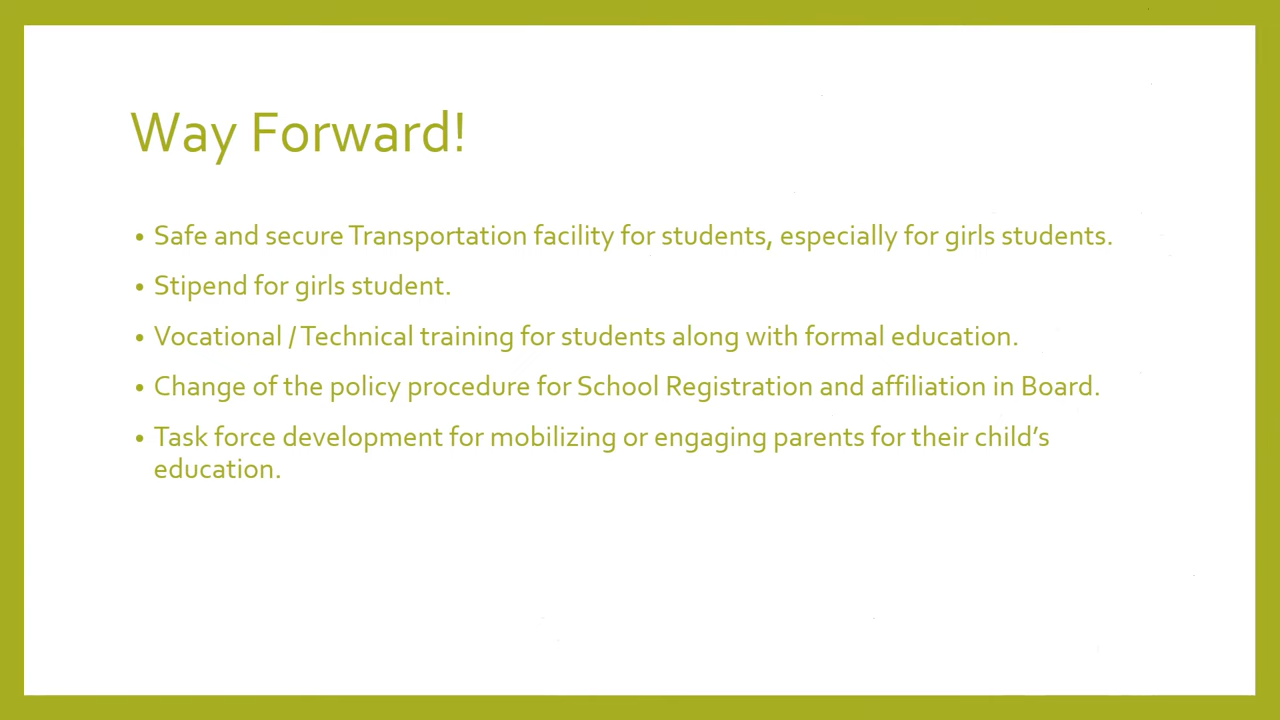 Way Forward!
• Safe and secure Transportation facility for students, especially for girls students.
• Stipend for girls student.
• Vocational / Technical training for students along with formal education.
• Change of the policy procedure for School Registration and affiliation in Board.
• Task force development for mobilizing or engaging parents for their child’s
education.